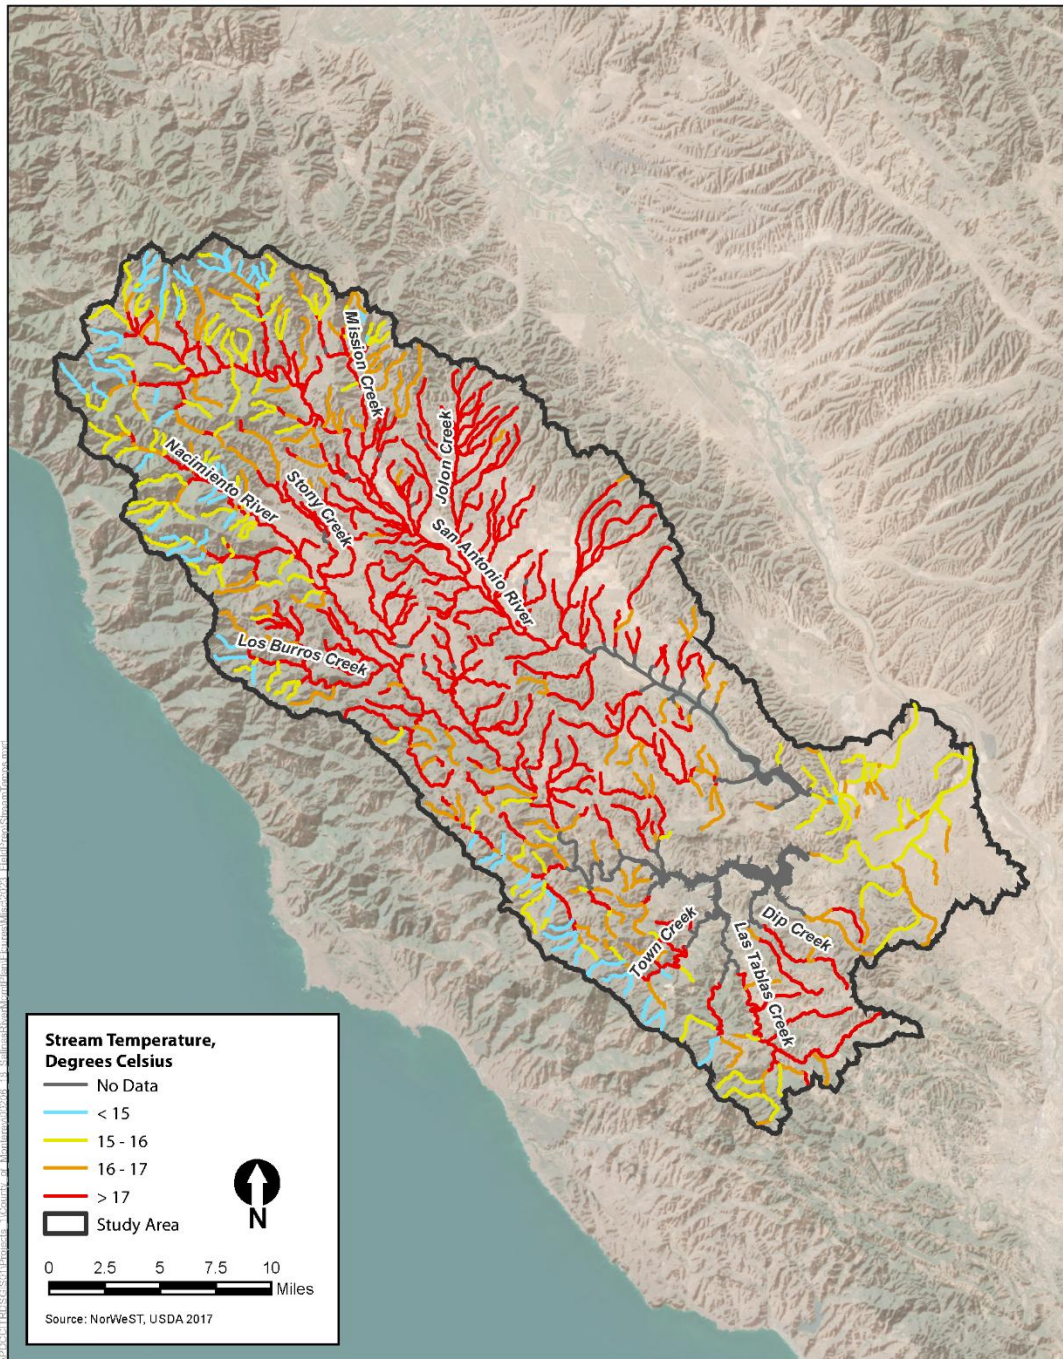 Mission Creek
Jolon Creek
Nacimiento River
Stony Creek
San Antonio River
Los Burros Creek
Dip Creek
Town Creek
Las Tablas Creek
Stream Temperature,
Degrees Celsius
No Data
< 15
15 - 16
16 - 17
> 17
Study Area
N
0 2.5 5 7.5 10
Miles
Source: NorWeST, USDA 2017